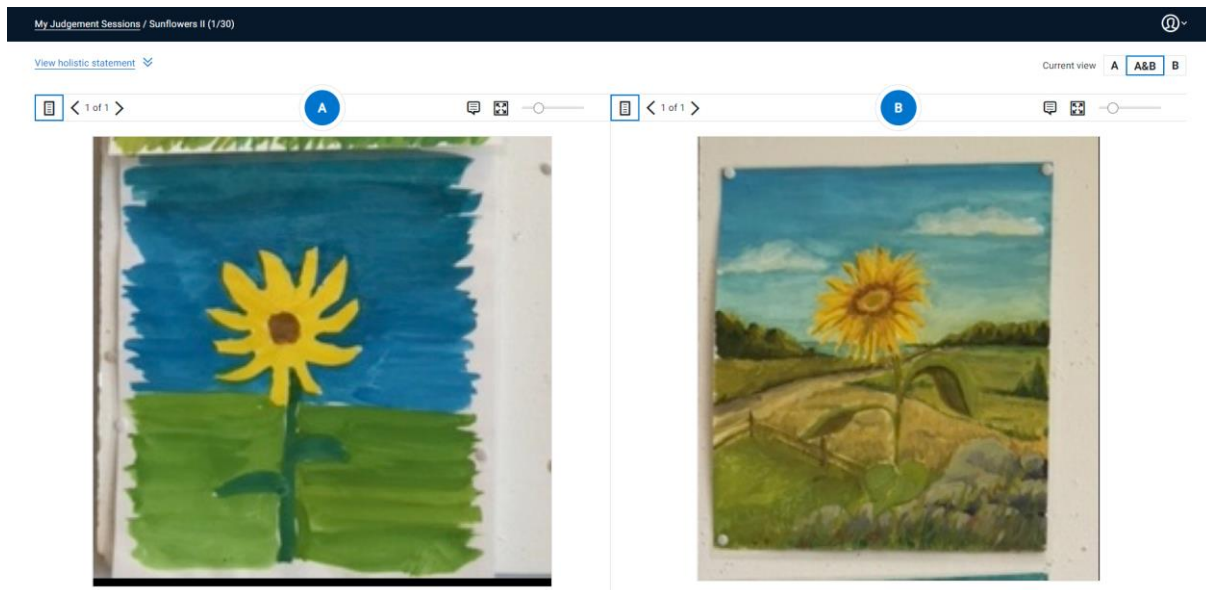 My Judgement Sessions / Sunflowers II (1/30)
View holistic statement
Current view A A&B B
1 of 1 A
1 of 1 B